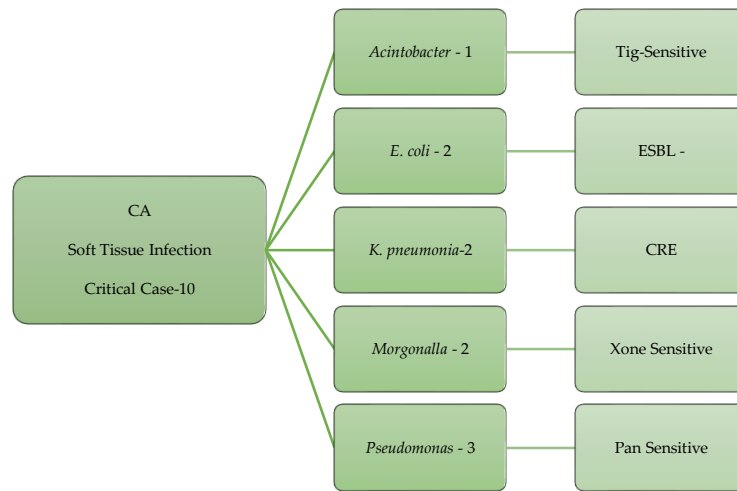 CA
Soft Tissue Infection
Critical Case-10
Acintobacter - 1
Tig-Sensitive
E. coli - 2
ESBL -
K. pneumonia-2
CRE
Morgonalla - 2
Xone Sensitive
Pseudomonas - 3
Pan Sensitive